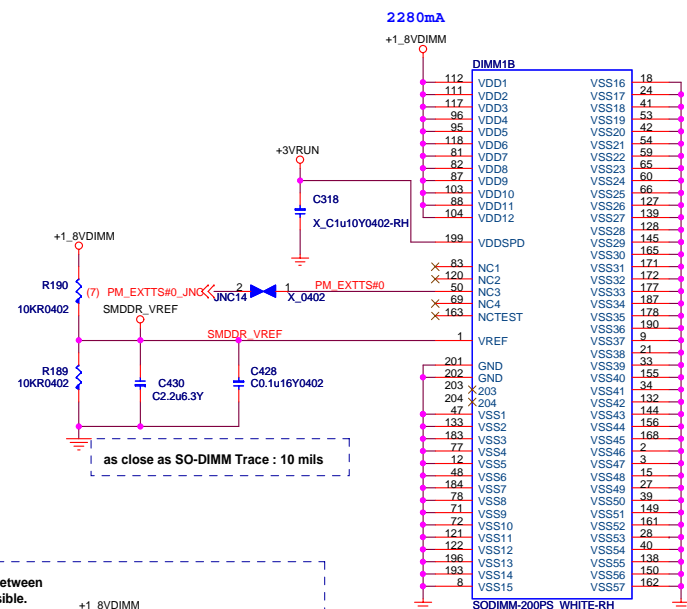 2280mA
+1_8VDIMM
DIMM1B
112 VDD1 VSS16 18
111 VDD2 VSS17 24
117 VDD3 VSS18 41
96 VDD4 VSS19 53
95 VDD5 VSS20 42
118 VDD6 VSS21 54
81 VDD7 VSS22 59
82 VDD8 VSS23 65
87 VDD9 VSS24 60
103 VDD10 VSS25 66
88 VDD11 VSS26 127
104 VDD12 VSS27 139
VSS28 128
199 VDDSPD VSS29 145
VSS30 165
83 NC1 VSS31 171
120 NC2 VSS32 172
50 NC3 VSS33 177
69 NC4 VSS34 187
163 NCTEST VSS35 178
VSS36 190
1 VREF VSS37 9
VSS38 21
201 GND VSS39 33
202 GND VSS40 155
203 203 VSS41 34
204 204 VSS42 132
47 VSS1 VSS43 144
133 VSS2 VSS44 156
183 VSS3 VSS45 168
77 VSS4 VSS46 2
12 VSS5 VSS47 3
48 VSS6 VSS48 15
184 VSS7 VSS49 27
78 VSS8 VSS50 39
71 VSS9 VSS51 149
72 VSS10 VSS52 161
121 VSS11 VSS53 28
122 VSS12 VSS54 40
196 VSS13 VSS55 138
193 VSS14 VSS56 150
8 VSS15 VSS57 162
SODIMM-200PS_WHITE-RH
+3VRUN
C318
X_C1u10Y0402-RH
+1_8VDIMM
R190
10KR0402
(7) PM_EXTTS#0_JNC
2 JNC14 1
X_0402
PM_EXTTS#0
SMDDR_VREF
SMDDR_VREF
R189
10KR0402
C430
C2.2u6.3Y
C428
C0.1u16Y0402
as close as SO-DIMM Trace : 10 mils
etween
sible.
+1_8VDIMM